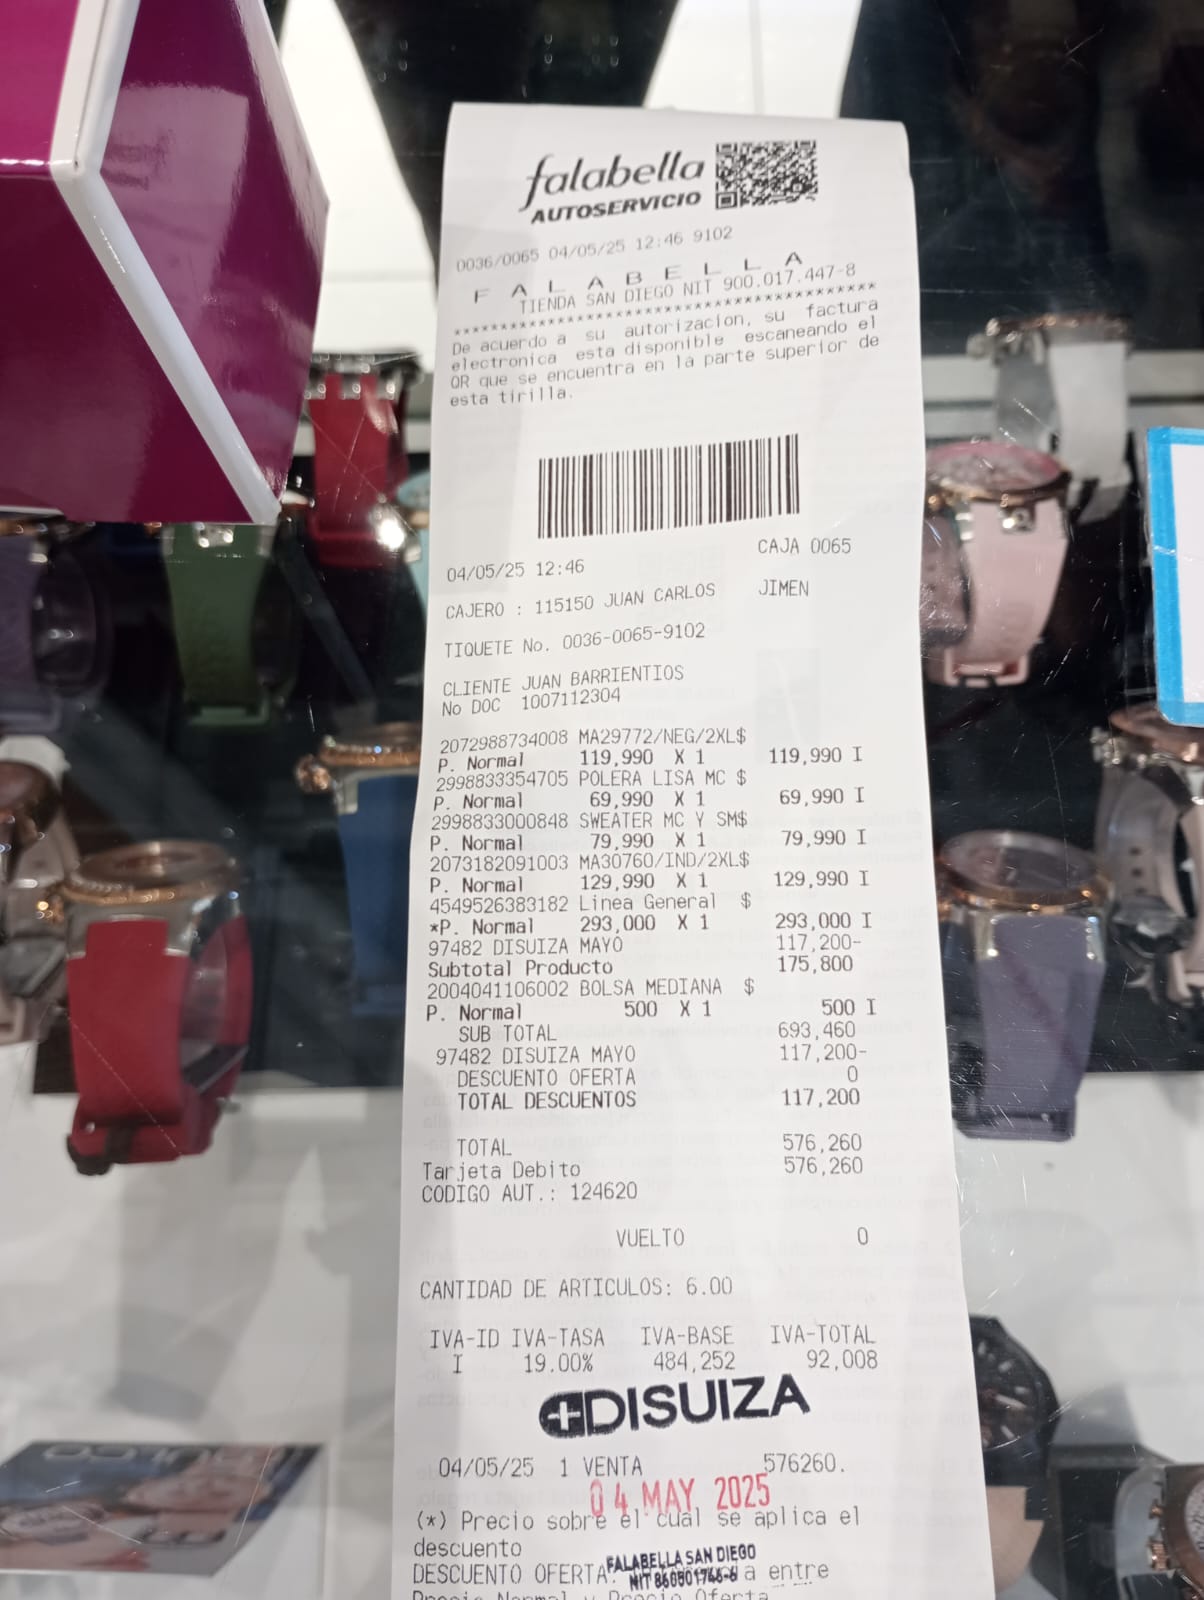 falabella
AUTOSERVICIO
0036/0065 04/05/25 12:46 9102
F A L A B E L L A
TIENDA SAN DIEGO NIT 900.017.447-8
****************************************
De acuerdo a su autorizacion, su factura
electronica esta disponible escaneando el
QR que se encuentra en la parte superior de
esta tirilla.
04/05/25 12:46 CAJA 0065
CAJERO : 115150 JUAN CARLOS JIMEN
TIQUETE No. 0036-0065-9102
CLIENTE JUAN BARRIENTIOS
No DOC 1007112304
2072988734008 MA29772/NEG/2XL$
P. Normal 119,990 X 1 119,990 I
2998833354705 POLERA LISA MC $
P. Normal 69,990 X 1 69,990 I
2998833000848 SWEATER MC Y SM$
P. Normal 79,990 X 1 79,990 I
2073182091003 MA30760/IND/2XL$
P. Normal 129,990 X 1 129,990 I
4549526383182 Linea General $
*P. Normal 293,000 X 1 293,000 I
97482 DISUIZA MAYO 117,200-
Subtotal Producto 175,800
2004041106002 BOLSA MEDIANA $
P. Normal 500 X 1 500 I
SUB TOTAL 693,460
97482 DISUIZA MAYO 117,200-
DESCUENTO OFERTA 0
TOTAL DESCUENTOS 117,200
TOTAL 576,260
Tarjeta Debito 576,260
CODIGO AUT.: 124620
VUELTO 0
CANTIDAD DE ARTICULOS: 6.00
IVA-ID IVA-TASA IVA-BASE IVA-TOTAL
I 19.00% 484,252 92,008
DISUIZA
04/05/25 1 VENTA 576260.
04 MAY. 2025
(*) Precio sobre el cual se aplica el
descuento
FALABELLA SAN DIEGO
DESCUENTO OFERTA: a entre
Precio Normal y Precio Oferta